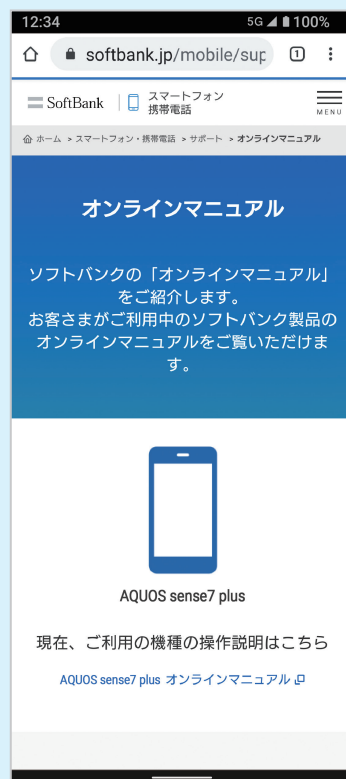 12:34 5G 100%
softbank.jp/mobile/sup 1
SoftBank スマートフォン
携帯電話
MENU
ホーム > スマートフォン・携帯電話 > サポート > オンラインマニュアル
オンラインマニュアル
ソフトバンクの「オンラインマニュアル」
をご紹介します。
お客さまがご利用中のソフトバンク製品の
オンラインマニュアルをご覧いただけま
す。
AQUOS sense7 plus
現在、ご利用の機種の操作説明はこちら
AQUOS sense7 plus オンラインマニュアル